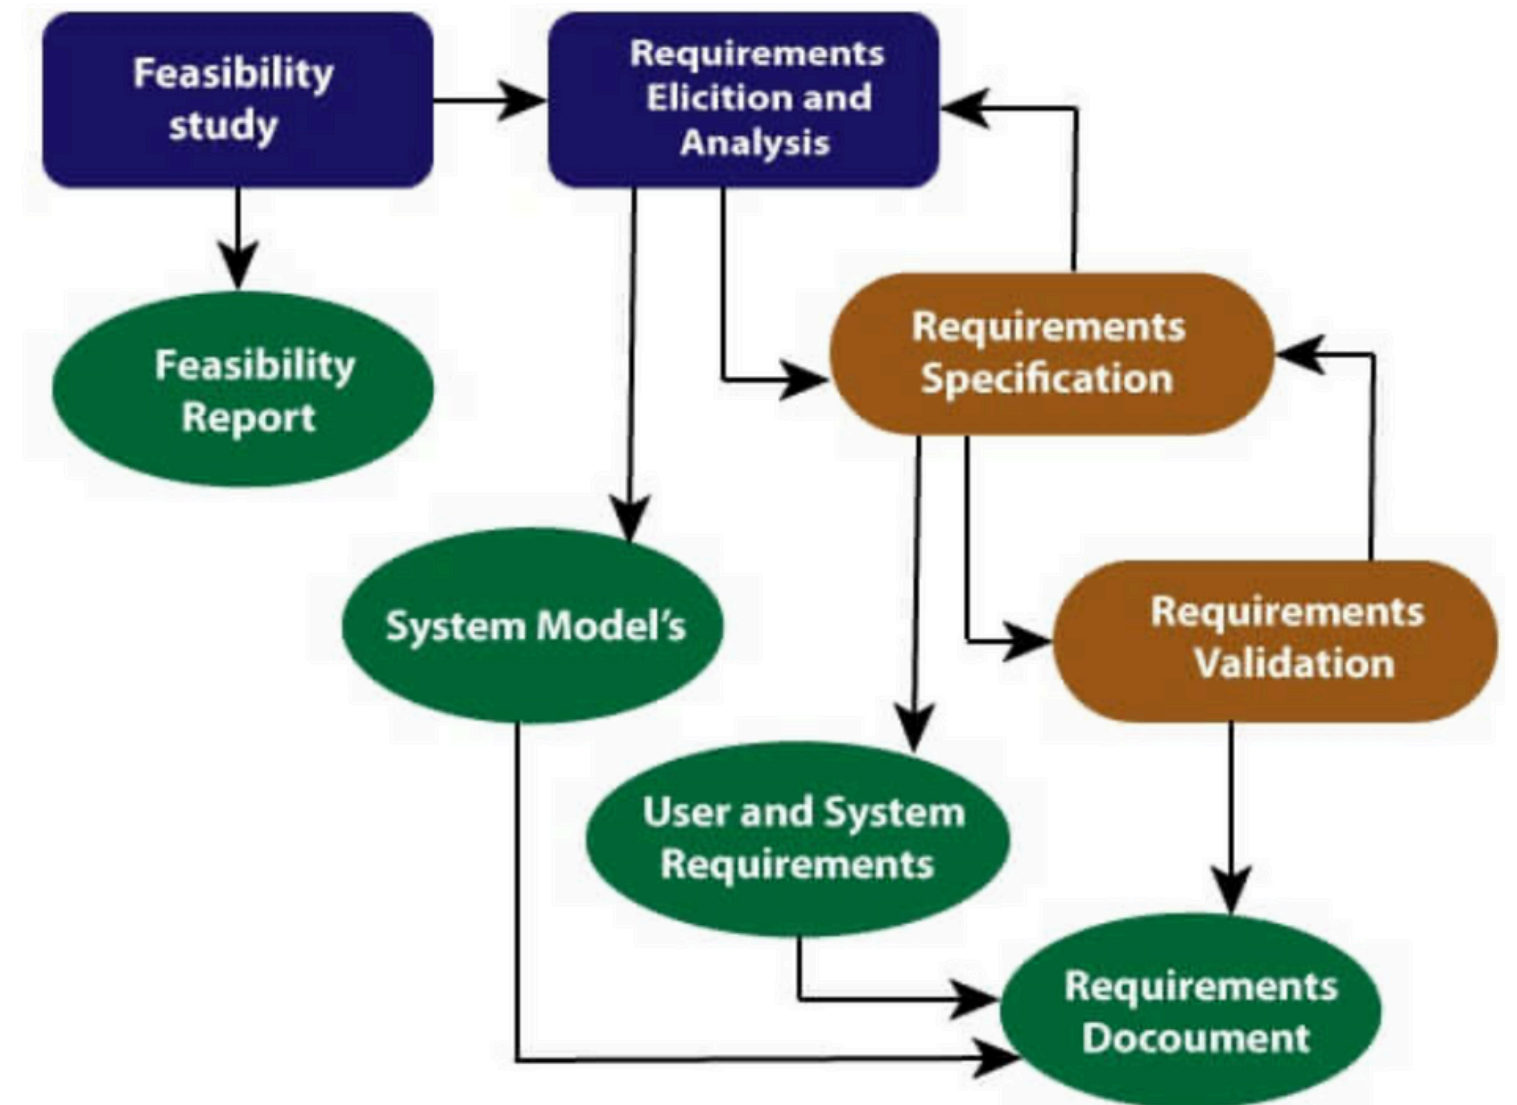 Feasibility
study
Requirements
Elicition and
Analysis
Feasibility
Report
Requirements
Specification
System Model's
Requirements
Validation
User and System
Requirements
Requirements
Docoument